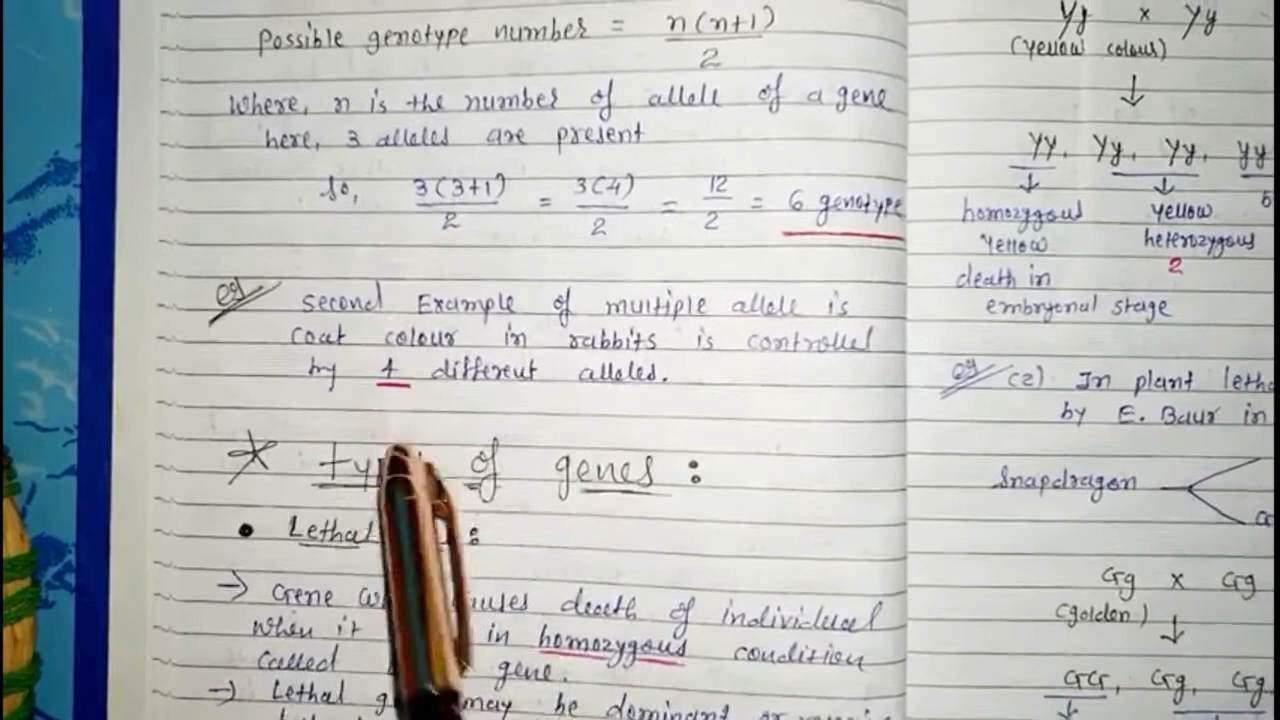 Possible genotype number = n(n+1)
2
Where, n is the number of allele of a gene
here, 3 alleles are present
So, 3(3+1) = 3(4) = 12 = 6 genotype
2 2 2
eg Second Example of multiple allele is
coat colour in rabbits is controlled
by 4 different alleles.
* of genes :
• Lethal :
→ Gene death of individual
when it in homozygous condition
called gene.
→ Lethal may be dominant or
Yy x Yy
(Yellow colour)
↓
YY, Yy, Yy, yy
↓ ↓
homozygous yellow
Yellow heterozygous
death in 2
embryonal stage
eg (2) In plant
by E. Baur in
Snapdragon
Gg x Gg
(golden) ↓
GG, Gg, Gg
↓